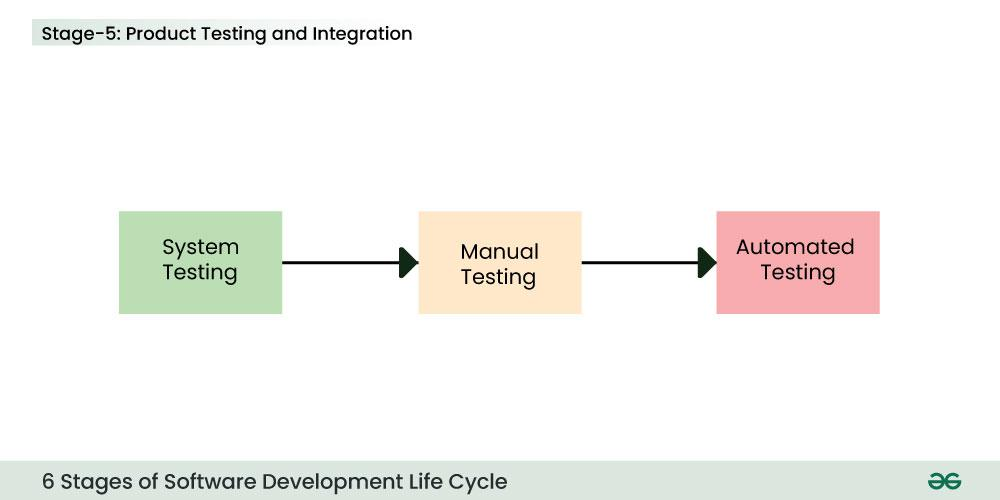 Stage-5: Product Testing and Integration
System
Testing
Manual
Testing
Automated
Testing
6 Stages of Software Development Life Cycle